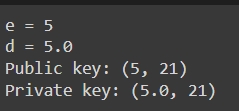 e = 5
d = 5.0
Public key: (5, 21)
Private key: (5.0, 21)